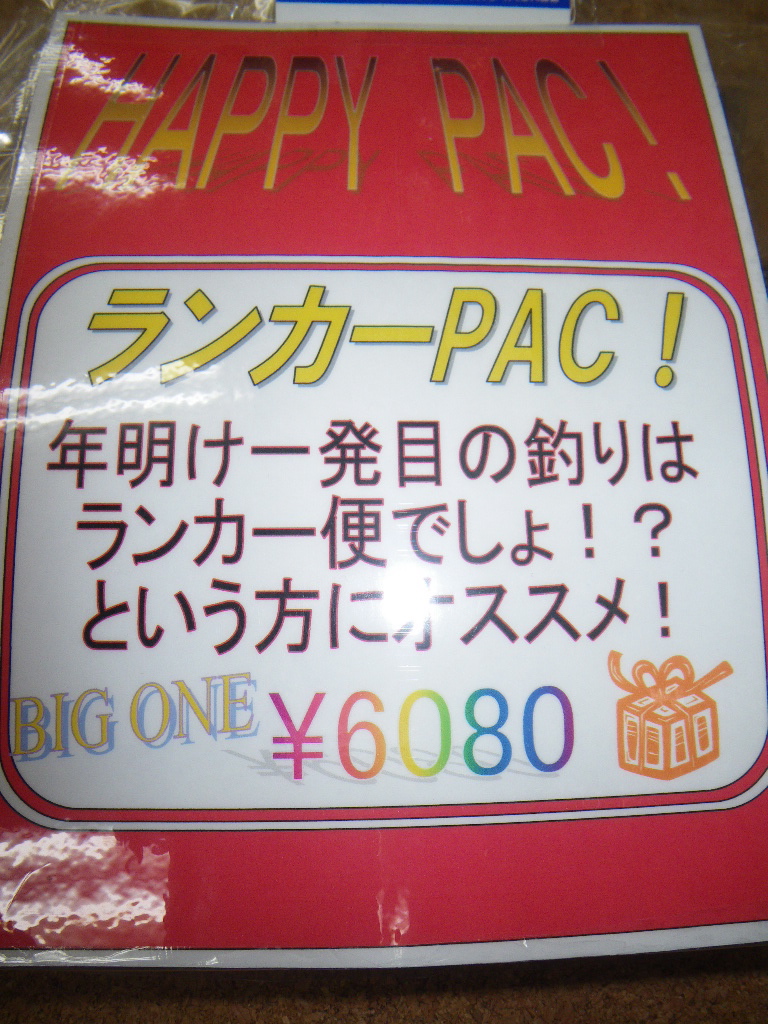 HAPPY PAC!
ランカーPAC！
年明け一発目の釣りは
ランカー便でしょ！？
という方にオススメ！
BIG ONE ¥6080